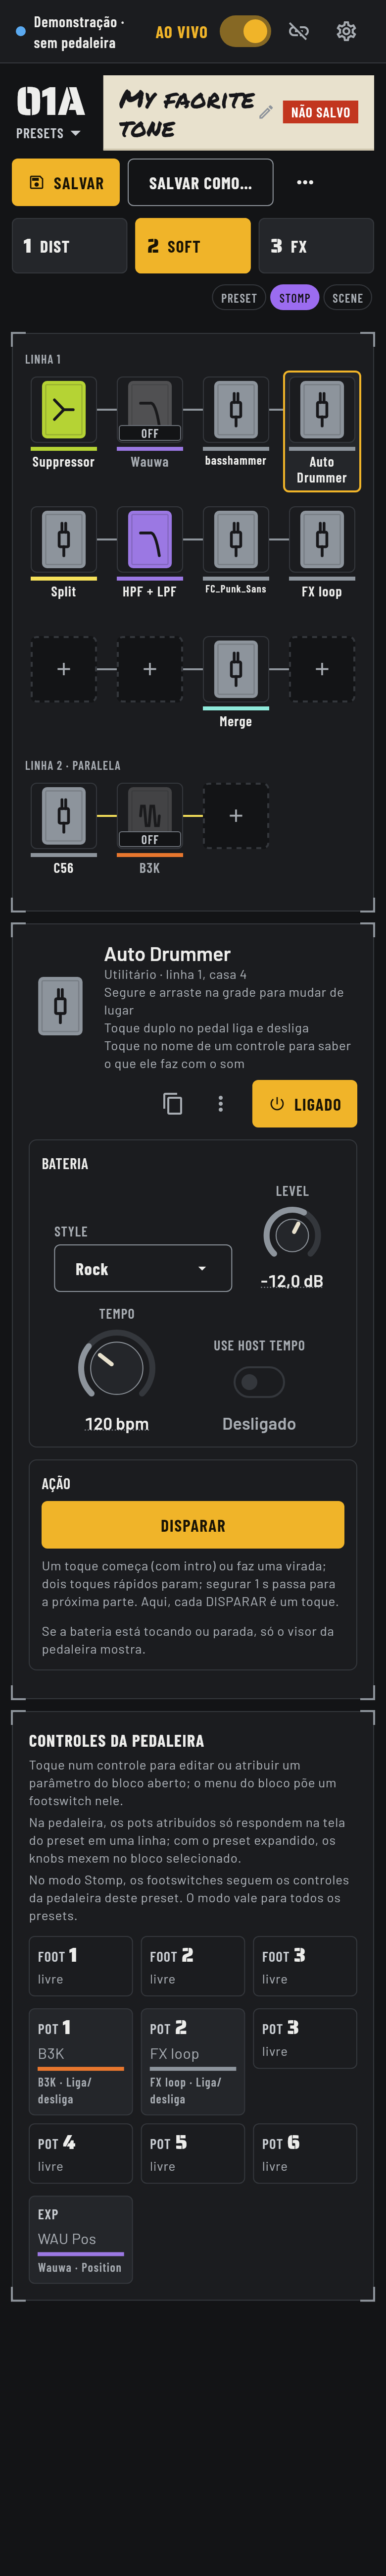 Demonstração ·
sem pedaleira
AO VIVO
01A
PRESETS
My faorite
tone
NÃO SALVO
SALVAR
SALVAR COMO...
1 DIST
2 SOFT
3 FX
PRESET
STOMP
SCENE
LINHA 1
OFF
Suppressor
Wauwa
basshammer
Auto
Drummer
Split
HPF + LPF
FC_Punk_Sans
FX loop
+
+
+
Merge
LINHA 2 · PARALELA
OFF
+
C56
B3K
Auto Drummer
Utilitário · linha 1, casa 4
Segure e arraste na grade para mudar de
lugar
Toque duplo no pedal liga e desliga
Toque no nome de um controle para saber
o que ele faz com o som
LIGADO
BATERIA
LEVEL
STYLE
Rock
-12,0 dB
TEMPO
USE HOST TEMPO
120 bpm
Desligado
AÇÃO
DISPARAR
Um toque começa (com intro) ou faz uma virada;
dois toques rápidos param; segurar 1 s passa para
a próxima parte. Aqui, cada DISPARAR é um toque.
Se a bateria está tocando ou parada, só o visor da
pedaleira mostra.
CONTROLES DA PEDALEIRA
Toque num controle para editar ou atribuir um
parâmetro do bloco aberto; o menu do bloco põe um
footswitch nele.
Na pedaleira, os pots atribuídos só respondem na tela
do preset em uma linha; com o preset expandido, os
knobs mexem no bloco selecionado.
No modo Stomp, os footswitches seguem os controles
da pedaleira deste preset. O modo vale para todos os
presets.
FOOT 1
livre
FOOT 2
livre
FOOT 3
livre
POT 1
B3K
B3K · Liga/
desliga
POT 2
FX loop
FX loop · Liga/
desliga
POT 3
livre
POT 4
livre
POT 5
livre
POT 6
livre
EXP
WAU Pos
Wauwa · Position